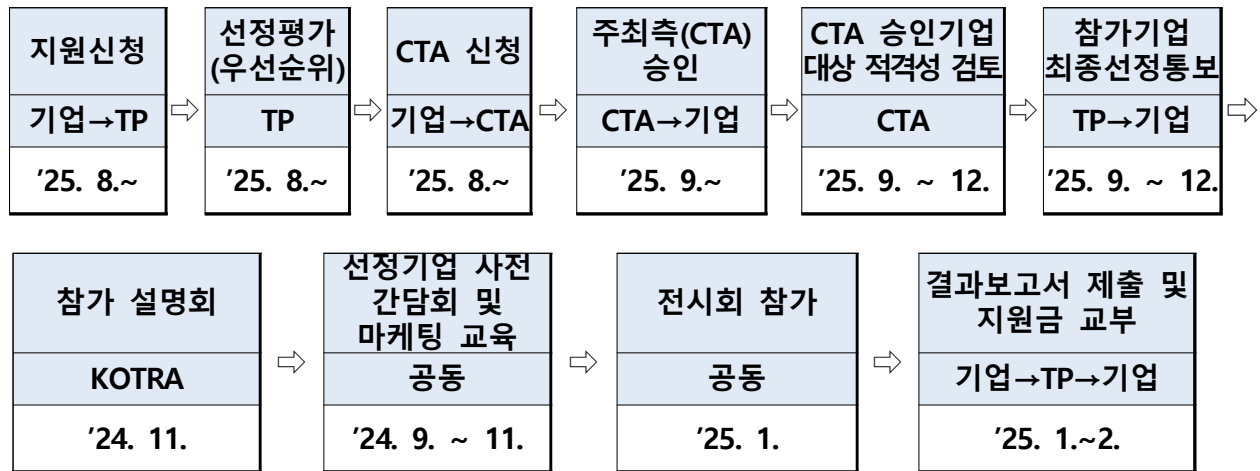 지원신청
기업→TP
'25. 8.~
선정평가
(우선순위)
TP
'25. 8.~
CTA 신청
기업→CTA
'25. 8.~
주최측(CTA)
승인
CTA→기업
'25. 9.~
CTA 승인기업
대상 적격성 검토
CTA
'25. 9. ~ 12.
참가기업
최종선정통보
TP→기업
'25. 9. ~ 12.
참가 설명회
KOTRA
'24. 11.
선정기업 사전
간담회 및
마케팅 교육
공동
'24. 9. ~ 11.
전시회 참가
공동
'25. 1.
결과보고서 제출 및
지원금 교부
기업→TP→기업
'25. 1.~2.